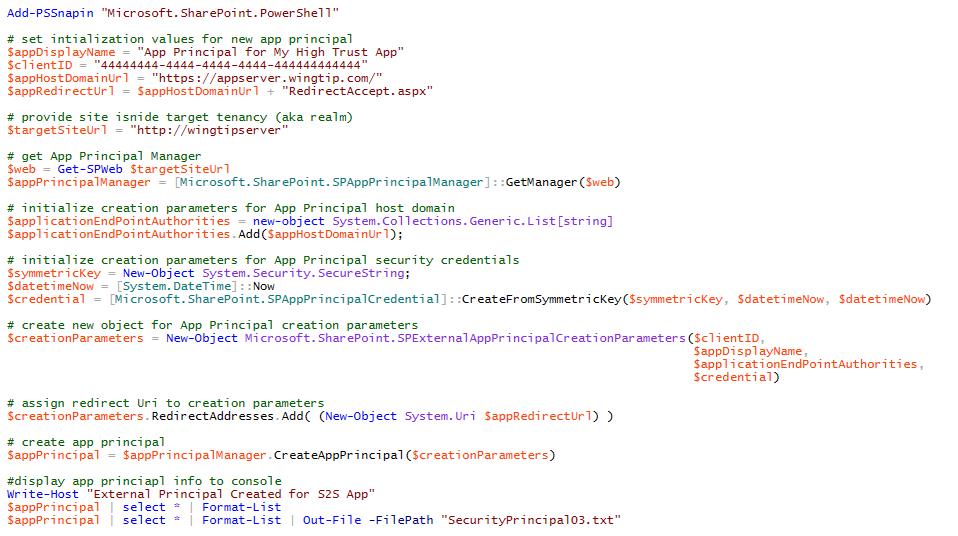 Add-PSSnapin "Microsoft.SharePoint.PowerShell"
# set intialization values for new app principal
$appDisplayName = "App Principal for My High Trust App"
$clientID = "44444444-4444-4444-4444-444444444444"
$appHostDomainUrl = "https://appserver.wingtip.com/"
$appRedirectUrl = $appHostDomainUrl + "RedirectAccept.aspx"
# provide site isnide target tenancy (aka realm)
$targetSiteUrl = "http://wingtipserver"
# get App Principal Manager
$web = Get-SPWeb $targetSiteUrl
$appPrincipalManager = [Microsoft.SharePoint.SPAppPrincipalManager]::GetManager($web)
# initialize creation parameters for App Principal host domain
$applicationEndPointAuthorities = new-object System.Collections.Generic.List[string]
$applicationEndPointAuthorities.Add($appHostDomainUrl);
# initialize creation parameters for App Principal security credentials
$symmetricKey = New-Object System.Security.SecureString;
$datetimeNow = [System.DateTime]::Now
$credential = [Microsoft.SharePoint.SPAppPrincipalCredential]::CreateFromSymmetricKey($symmetricKey, $datetimeNow, $datetimeNow)
# create new object for App Principal creation parameters
$creationParameters = New-Object Microsoft.SharePoint.SPExternalAppPrincipalCreationParameters($clientID,
$appDisplayName,
$applicationEndPointAuthorities,
$credential)
# assign redirect Uri to creation parameters
$creationParameters.RedirectAddresses.Add( (New-Object System.Uri $appRedirectUrl) )
# create app principal
$appPrincipal = $appPrincipalManager.CreateAppPrincipal($creationParameters)
#display app princiapl info to console
Write-Host "External Principal Created for S2S App"
$appPrincipal | select * | Format-List
$appPrincipal | select * | Format-List | Out-File -FilePath "SecurityPrincipal03.txt"